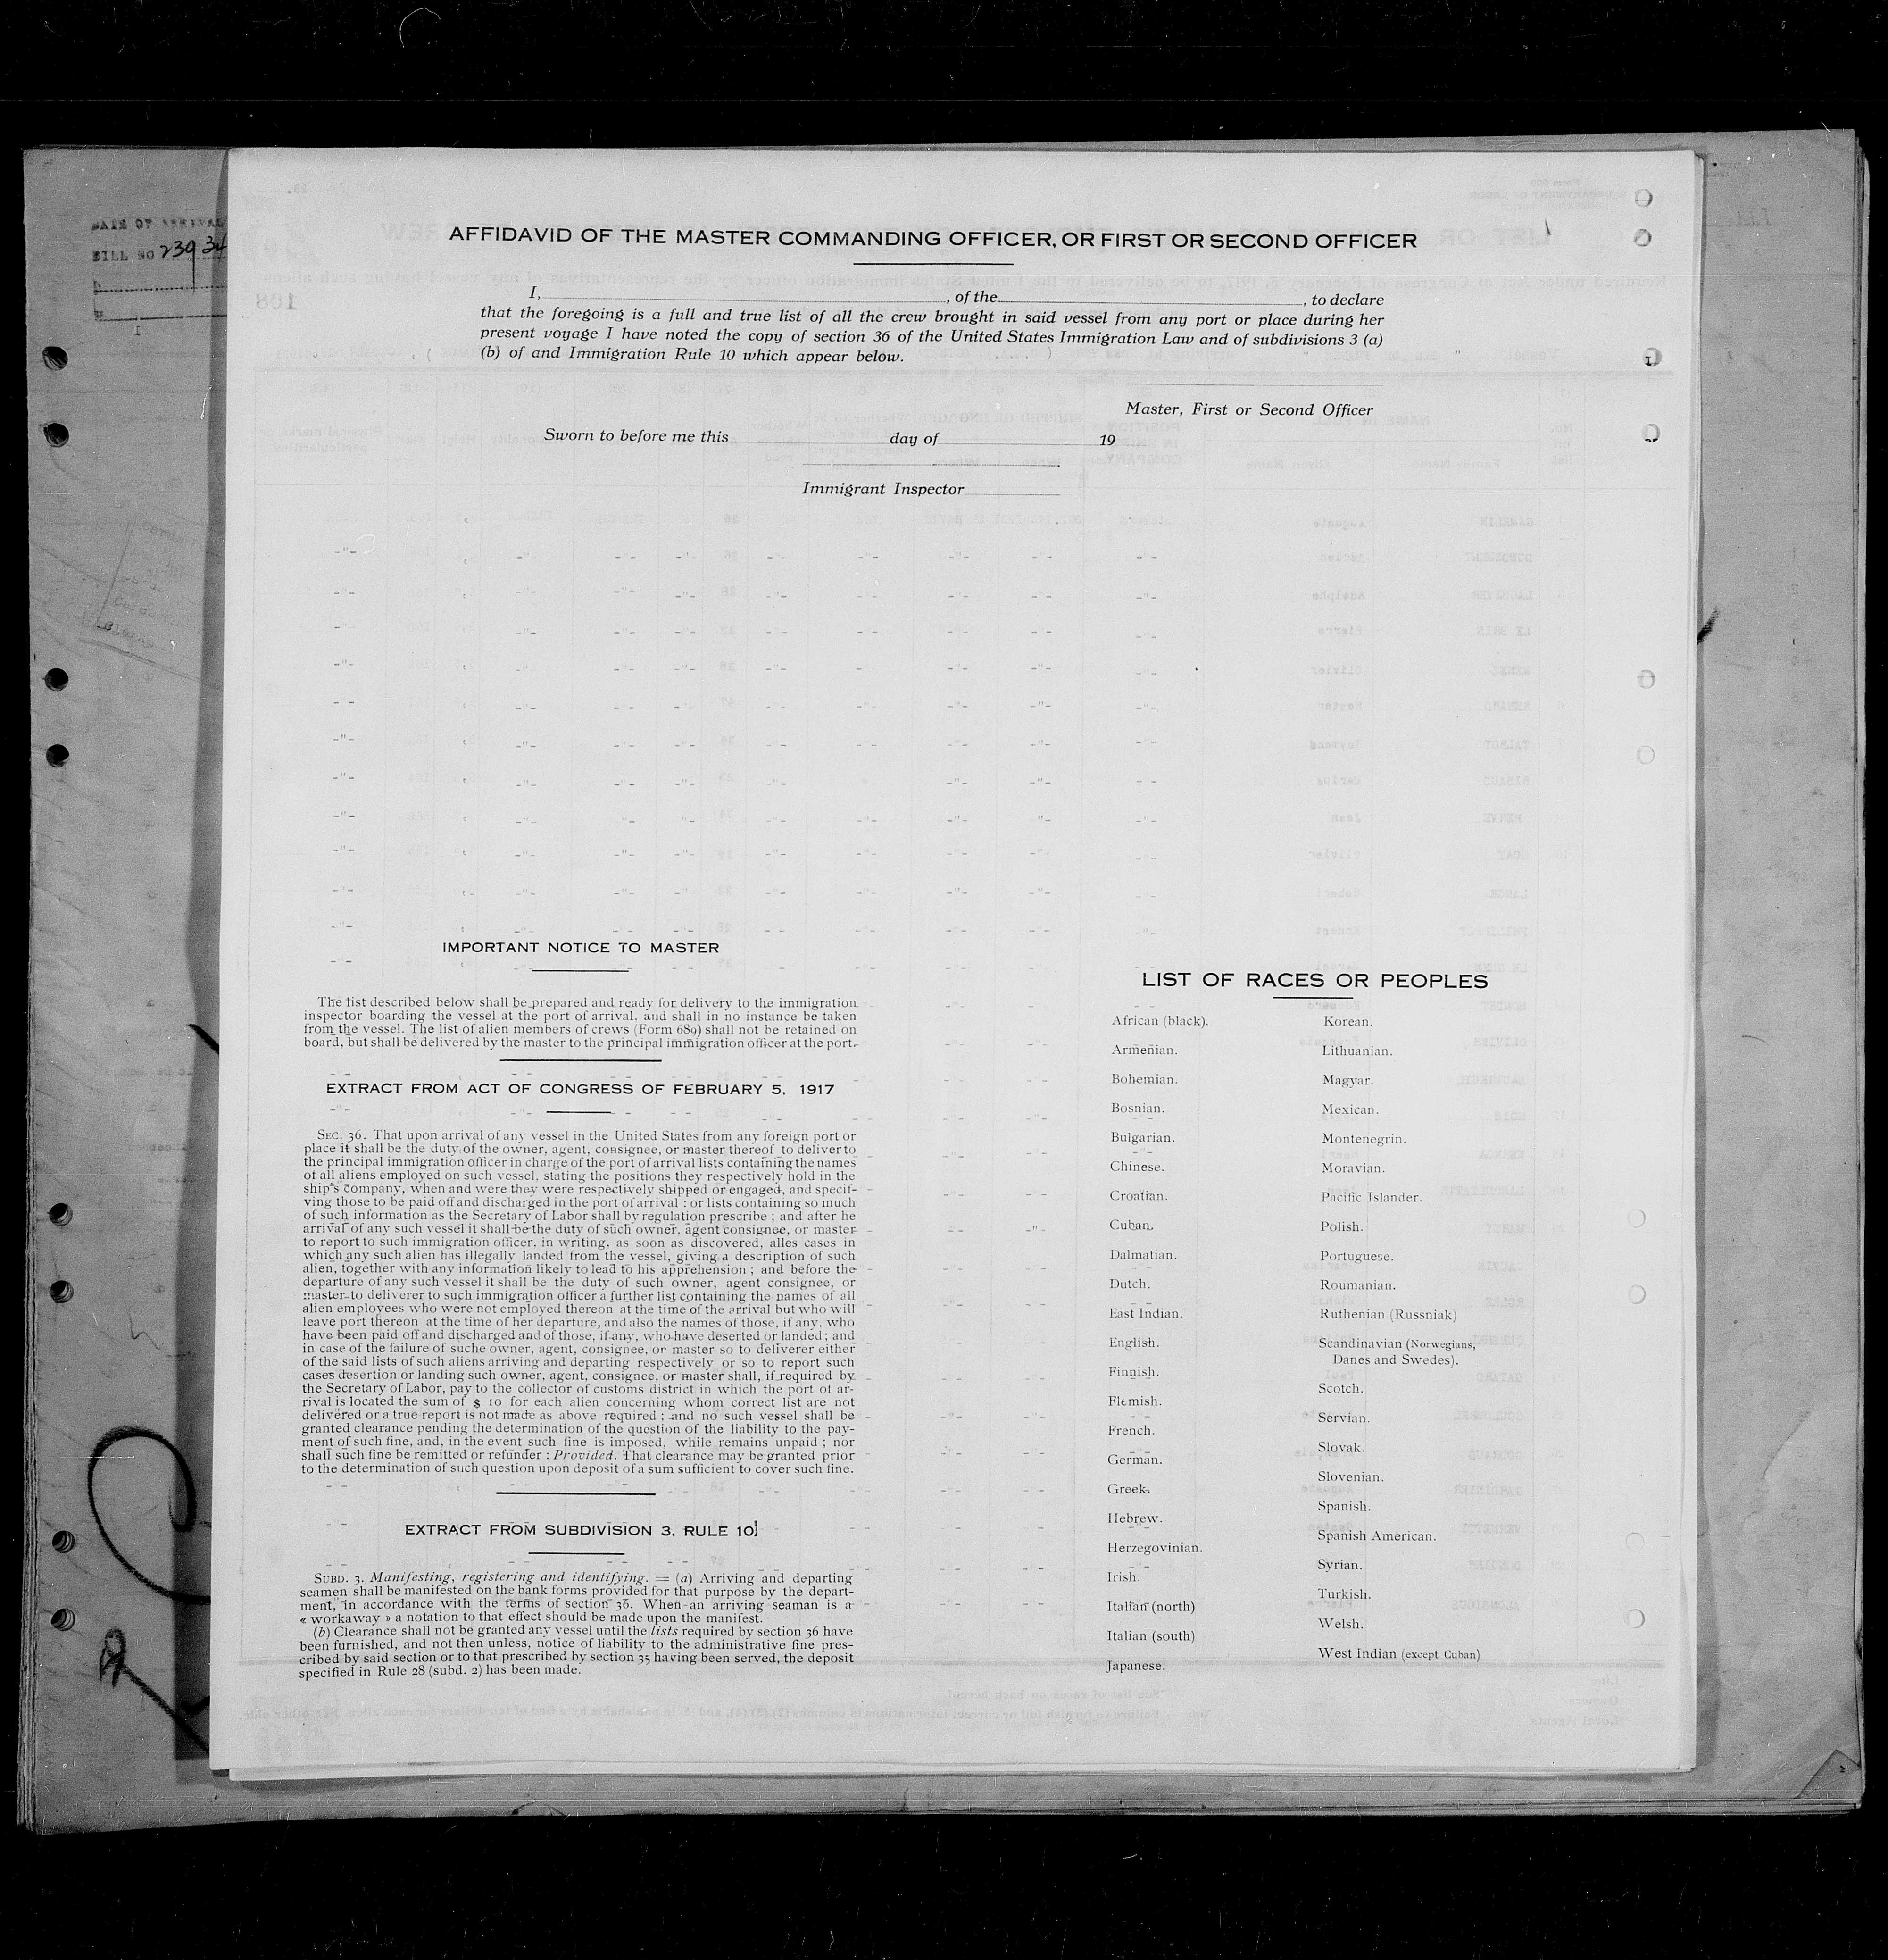 DATE OF ARRIVAL
BILL NO 23934
AFFIDAVID OF THE MASTER COMMANDING OFFICER, OR FIRST OR SECOND OFFICER
I, , of the , to declare
that the foregoing is a full and true list of all the crew brought in said vessel from any port or place during her
present voyage I have noted the copy of section 36 of the United States Immigration Law and of subdivisions 3 (a)
(b) of and Immigration Rule 10 which appear below.
Master, First or Second Officer
Sworn to before me this day of 19
Immigrant Inspector
IMPORTANT NOTICE TO MASTER
The list described below shall be prepared and ready for delivery to the immigration
inspector boarding the vessel at the port of arrival, and shall in no instance be taken
from the vessel. The list of alien members of crews (Form 689) shall not be retained on
board, but shall be delivered by the master to the principal immigration officer at the port.
EXTRACT FROM ACT OF CONGRESS OF FEBRUARY 5, 1917
SEC. 36. That upon arrival of any vessel in the United States from any foreign port or
place it shall be the duty of the owner, agent, consignee, or master thereof to deliver to
the principal immigration officer in charge of the port of arrival lists containing the names
of all aliens employed on such vessel, stating the positions they respectively hold in the
ship's company, when and were they were respectively shipped or engaged, and specif-
ving those to be paid off and discharged in the port of arrival : or lists containing so much
of such information as the Secretary of Labor shall by regulation prescribe ; and after he
arrival of any such vessel it shall be the duty of such owner, agent consignee, or master
to report to such immigration officer, in writing, as soon as discovered, alles cases in
which any such alien has illegally landed from the vessel, giving a description of such
alien, together with any information likely to lead to his apprehension ; and before the
departure of any such vessel it shall be the duty of such owner, agent consignee, or
master to deliverer to such immigration officer a further list containing the names of all
alien employees who were not employed thereon at the time of the arrival but who will
leave port thereon at the time of her departure, and also the names of those, if any, who
have been paid off and discharged and of those, if any, who have deserted or landed ; and
in case of the failure of suche owner, agent, consignee, or master so to deliverer either
of the said lists of such aliens arriving and departing respectively or so to report such
cases desertion or landing such owner, agent, consignee, or master shall, if required by
the Secretary of Labor, pay to the collector of customs district in which the port of ar-
rival is located the sum of $ 10 for each alien concerning whom correct list are not
delivered or a true report is not made as above required ; and no such vessel shall be
granted clearance pending the determination of the question of the liability to the pay-
ment of such fine, and, in the event such fine is imposed, while remains unpaid ; nor
shall such fine be remitted or refunder : Provided. That clearance may be granted prior
to the determination of such question upon deposit of a sum sufficient to cover such fine.
EXTRACT FROM SUBDIVISION 3, RULE 10
SUBD. 3. Manifesting, registering and identifying. = (a) Arriving and departing
seamen shall be manifested on the bank forms provided for that purpose by the depart-
ment, in accordance with the terms of section 36. When an arriving seaman is a
« workaway » a notation to that effect should be made upon the manifest.
(b) Clearance shall not be granted any vessel until the lists required by section 36 have
been furnished, and not then unless, notice of liability to the administrative fine pres-
cribed by said section or to that prescribed by section 35 having been served, the deposit
specified in Rule 28 (subd. 2) has been made.
LIST OF RACES OR PEOPLES
African (black).
Armenian.
Bohemian.
Bosnian.
Bulgarian.
Chinese.
Croatian.
Cuban.
Dalmatian.
Dutch.
East Indian.
English.
Finnish.
Flemish.
French.
German.
Greek.
Hebrew.
Herzegovinian.
Irish.
Italian (north)
Italian (south)
Japanese.
Korean.
Lithuanian.
Magyar.
Mexican.
Montenegrin.
Moravian.
Pacific Islander.
Polish.
Portuguese.
Roumanian.
Ruthenian (Russniak)
Scandinavian (Norwegians,
Danes and Swedes).
Scotch.
Servian.
Slovak.
Slovenian.
Spanish.
Spanish American.
Syrian.
Turkish.
Welsh.
West Indian (except Cuban)